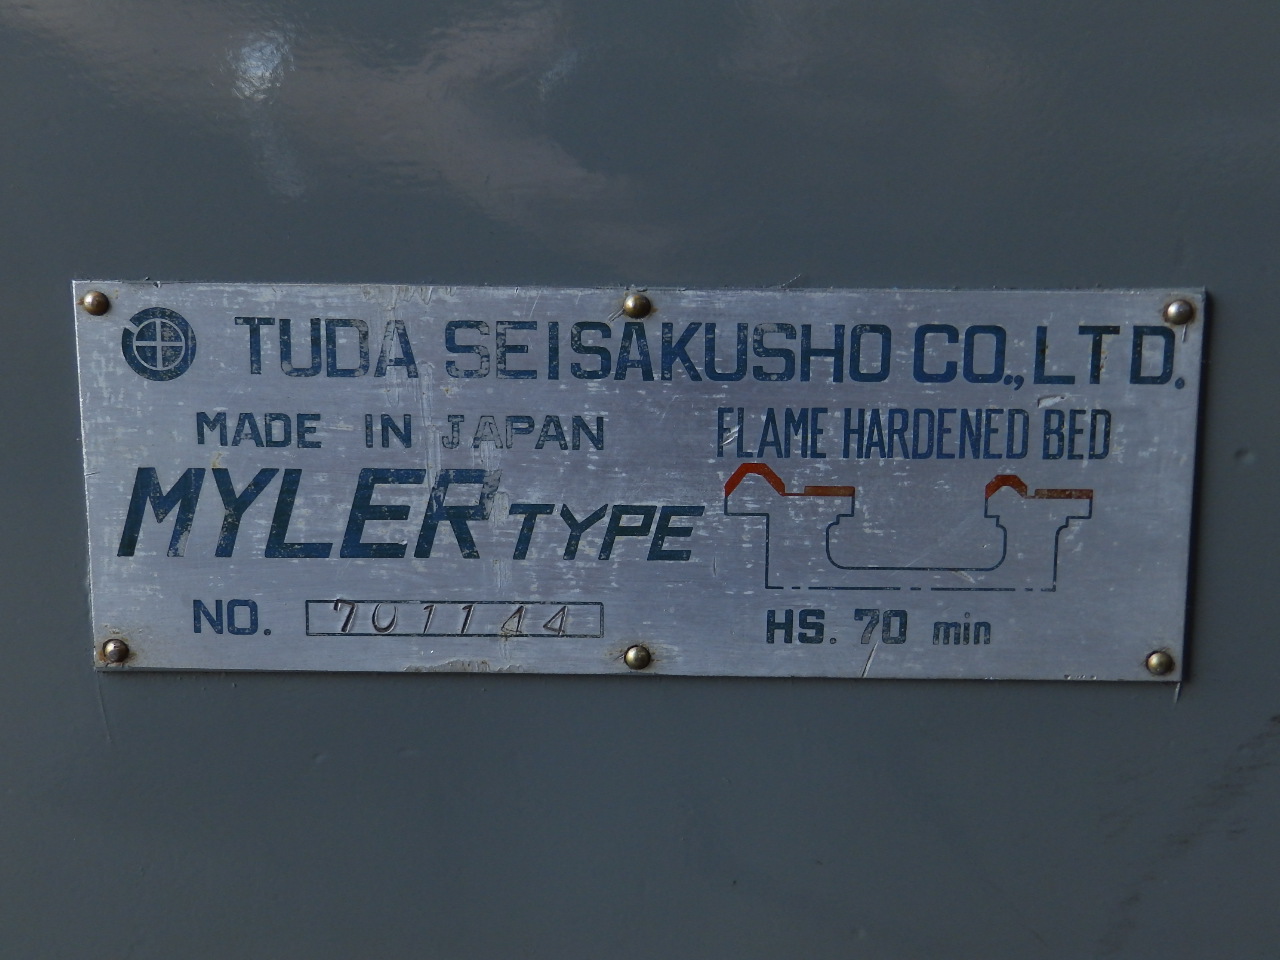 TUDA SEISAKUSHO CO., LTD.
MADE IN JAPAN
MYLER TYPE
NO. 701144
FLAME HARDENED BED
HS. 70 min